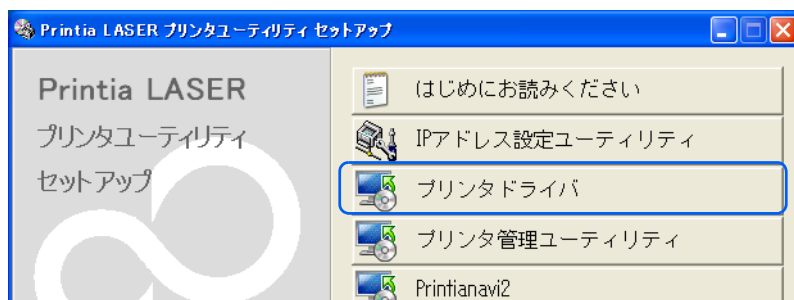 Printia LASER プリンタユーティリティ セットアップ
Printia LASER
プリンタユーティリティ
セットアップ
はじめにお読みください
IPアドレス設定ユーティリティ
プリンタドライバ
プリンタ管理ユーティリティ
Printianavi2